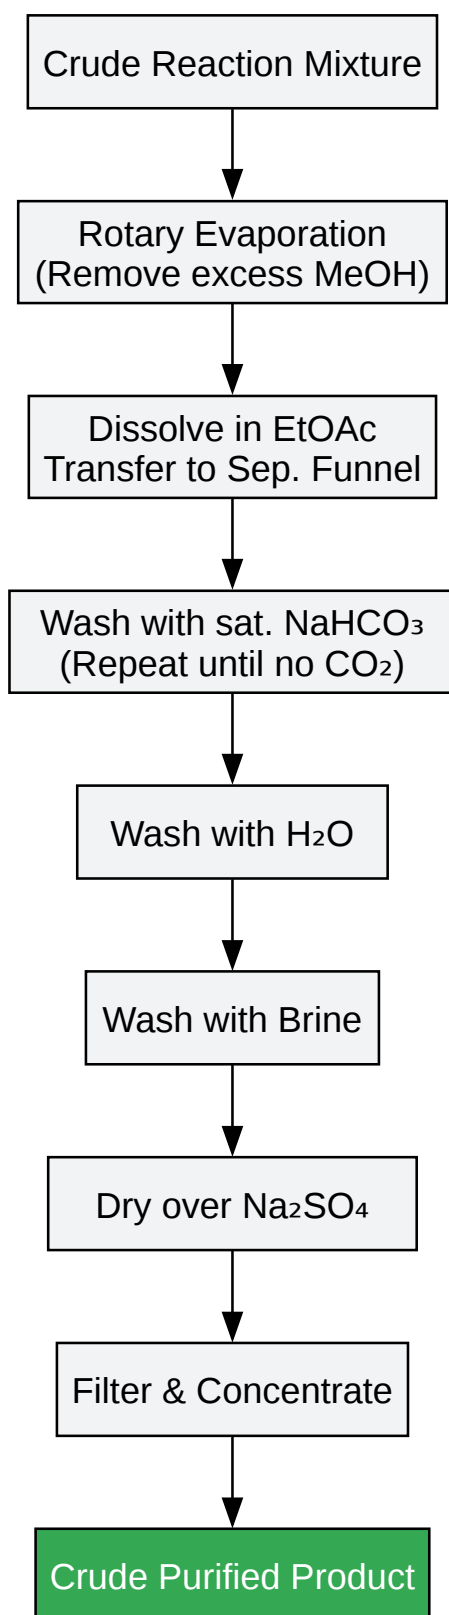 Crude Reaction Mixture
Rotary Evaporation
(Remove excess MeOH)
Dissolve in EtOAc
Transfer to Sep. Funnel
Wash with sat. NaHCO₃
(Repeat until no CO₂)
Wash with H₂O
Wash with Brine
Dry over Na₂SO₄
Filter & Concentrate
Crude Purified Product